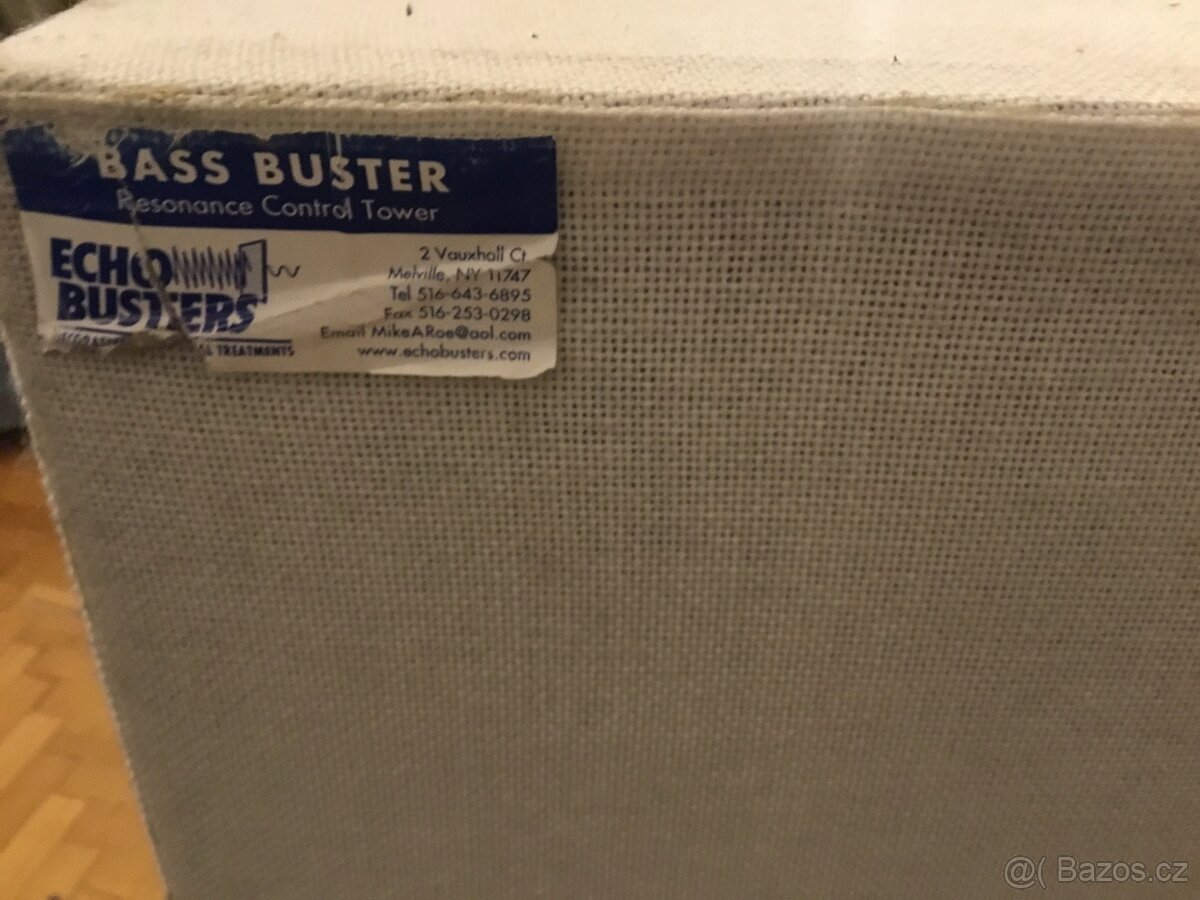 BASS BUSTER
Resonance Control Tower
ECHO
BUSTERS
TREATMENTS
2 Vauxhall Ct
Melville, NY 11747
Tel 516-643-6895
Fax 516-253-0298
Email MikeARoe@aol.com
www.echobusters.com
@( Bazos.cz